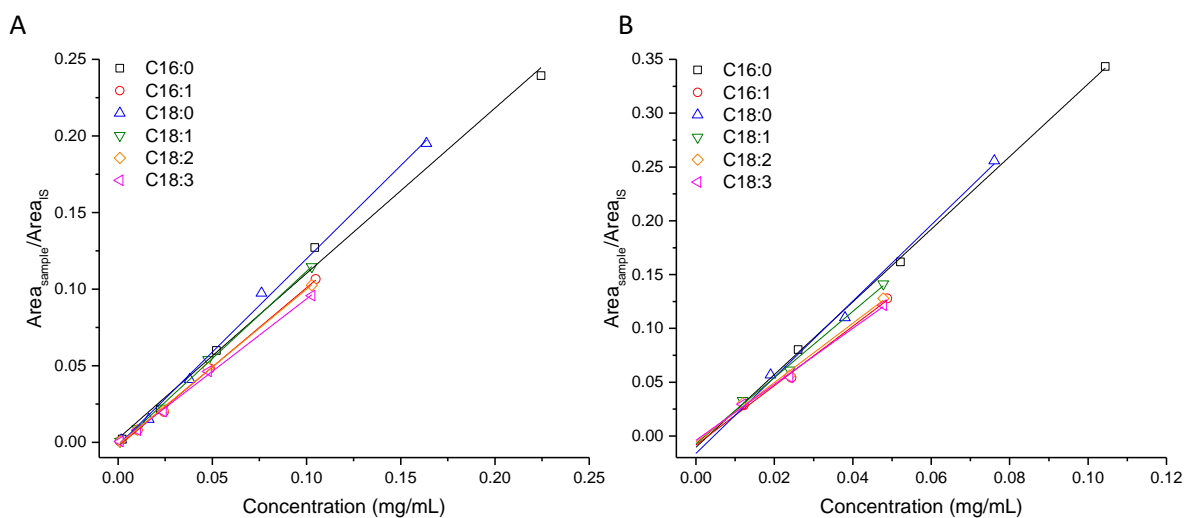 A
0.25
0.20
0.15
0.10
0.05
0.00
Area_sample/Area_IS
C16:0
C16:1
C18:0
C18:1
C18:2
C18:3
0.00 0.05 0.10 0.15 0.20 0.25
Concentration (mg/mL)
B
0.35
0.30
0.25
0.20
0.15
0.10
0.05
0.00
Area_sample/Area_IS
C16:0
C16:1
C18:0
C18:1
C18:2
C18:3
0.00 0.02 0.04 0.06 0.08 0.10 0.12
Concentration (mg/mL)